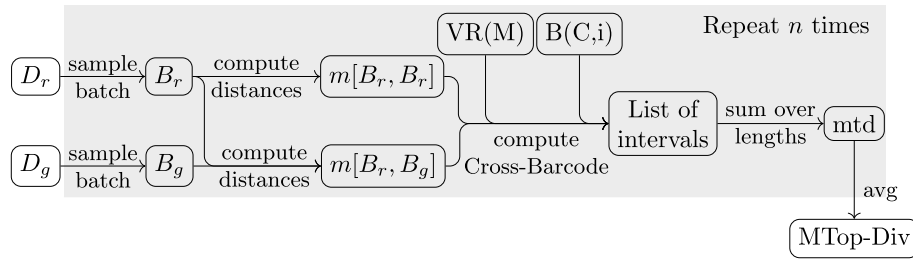 Repeat n times
VR(M)
B(C,i)
D_r
sample
batch
B_r
compute
distances
m[B_r, B_r]
List of
intervals
sum over
lengths
mtd
compute
Cross-Barcode
D_g
sample
batch
B_g
compute
distances
m[B_r, B_g]
avg
MTop-Div